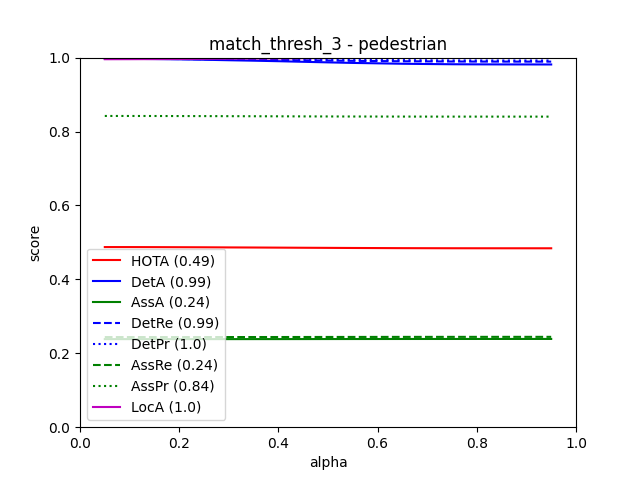 match_thresh_3 - pedestrian
score
1.0
0.8
0.6
0.4
0.2
0.0
HOTA (0.49)
DetA (0.99)
AssA (0.24)
DetRe (0.99)
DetPr (1.0)
AssRe (0.24)
AssPr (0.84)
LocA (1.0)
0.0 0.2 0.4 0.6 0.8 1.0
alpha